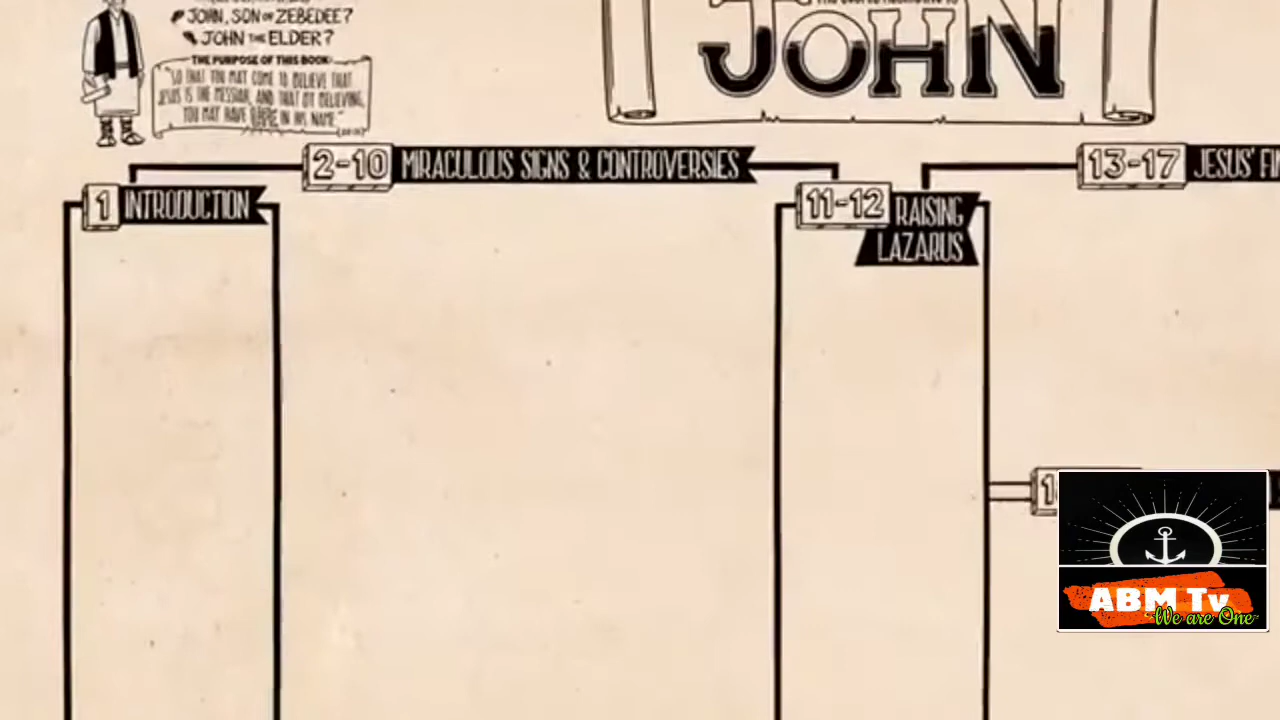 JOHN, SON OF ZEBEDEE?
JOHN THE ELDER?
THE PURPOSE OF THIS BOOK:
"SO THAT YOU MAY COME TO BELIEVE THAT
JESUS IS THE MESSIAH, AND THAT BY BELIEVING,
YOU MAY HAVE LIFE IN HIS NAME."
JOHN
2-10 MIRACULOUS SIGNS & CONTROVERSIES
13-17 JESUS'
1 INTRODUCTION
11-12 RAISING
LAZARUS
ABM Tv
We are One